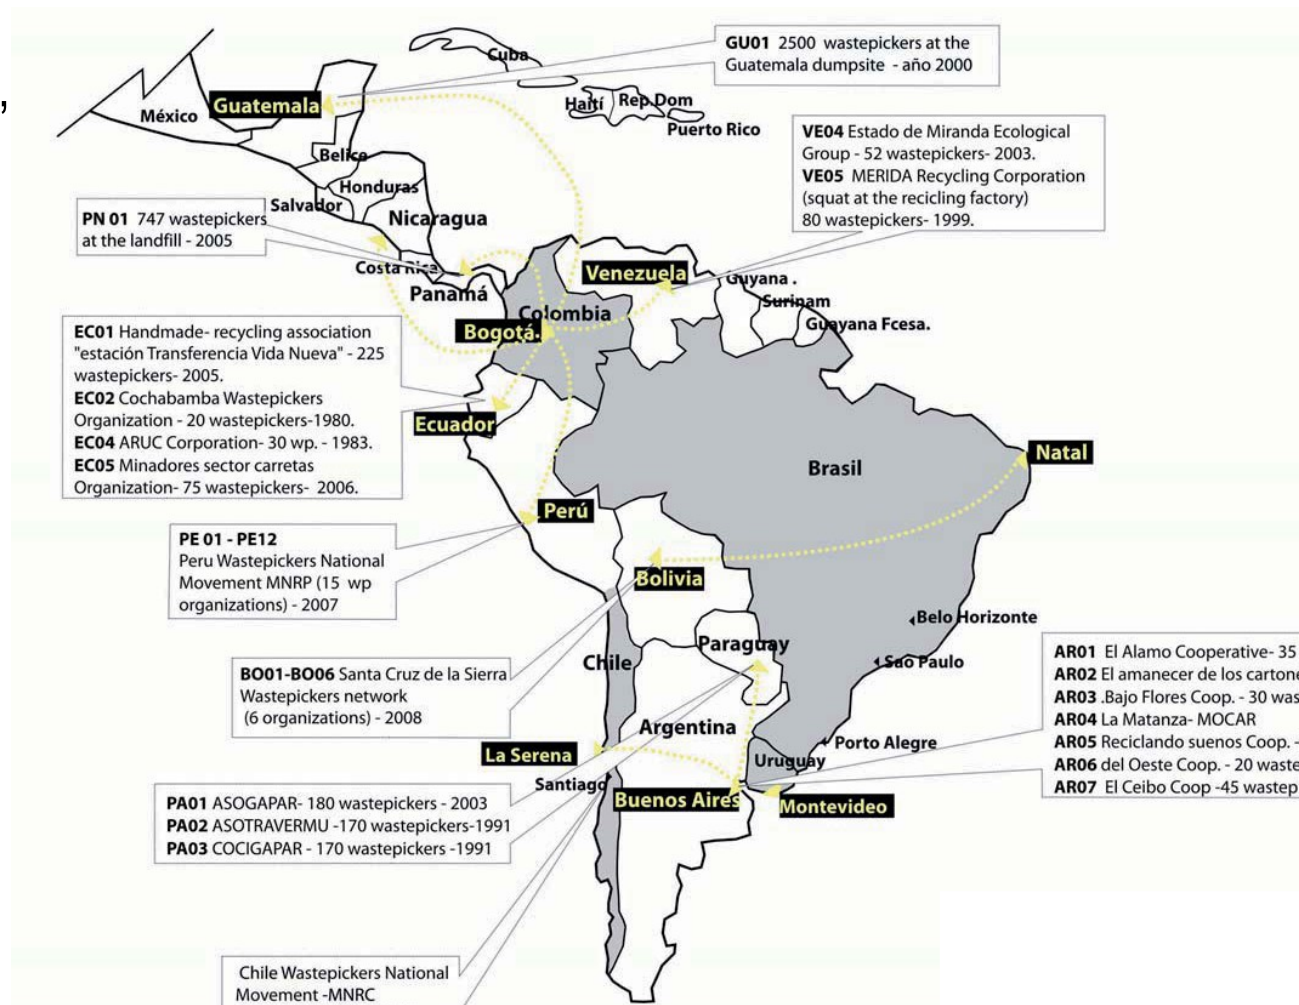 ,
Cuba
GU01 2500 wastepickers at the
Guatemala dumpsite - año 2000
México
Guatemala
Haití
Rep.Dom
Puerto Rico
Belice
Honduras
Salvador
Nicaragua
VE04 Estado de Miranda Ecological
Group - 52 wastepickers- 2003.
VE05 MERIDA Recycling Corporation
(squat at the recicling factory)
80 wastepickers- 1999.
PN 01 747 wastepickers
at the landfill - 2005
Costa Rica
Panamá
Venezuela
Guyana .
Surinam
Guayana Fcesa.
Colombia
Bogotá.
EC01 Handmade- recycling association
"estación Transferencia Vida Nueva" - 225
wastepickers- 2005.
EC02 Cochabamba Wastepickers
Organization - 20 wastepickers-1980.
EC04 ARUC Corporation- 30 wp. - 1983.
EC05 Minadores sector carretas
Organization- 75 wastepickers- 2006.
Ecuador
Brasil
Natal
Perú
PE 01 - PE12
Peru Wastepickers National
Movement MNRP (15 wp
organizations) - 2007
Bolivia
Belo Horizonte
Paraguay
Sao Paulo
Chile
BO01-BO06 Santa Cruz de la Sierra
Wastepickers network
(6 organizations) - 2008
AR01 El Alamo Cooperative- 35
AR02 El amanecer de los cartone
AR03 .Bajo Flores Coop. - 30 was
AR04 La Matanza- MOCAR
AR05 Reciclando suenos Coop. -
AR06 del Oeste Coop. - 20 waste
AR07 El Ceibo Coop -45 wastep
Argentina
Porto Alegre
La Serena
Uruguay
Santiago
Buenos Aires
Montevideo
PA01 ASOGAPAR- 180 wastepickers - 2003
PA02 ASOTRAVERMU -170 wastepickers-1991
PA03 COCIGAPAR - 170 wastepickers -1991
Chile Wastepickers National
Movement -MNRC